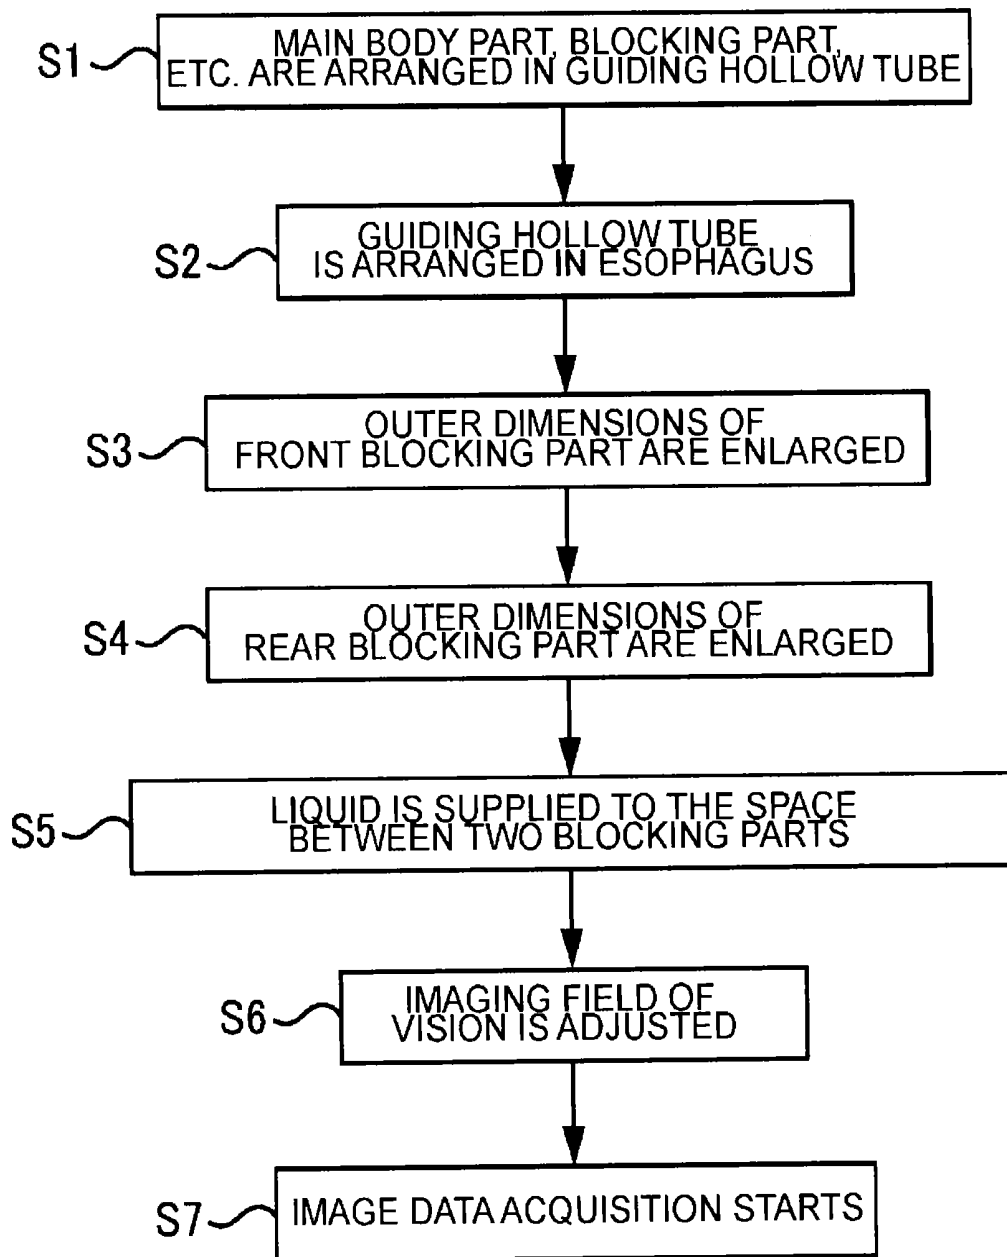 S1
MAIN BODY PART, BLOCKING PART,
ETC. ARE ARRANGED IN GUIDING HOLLOW TUBE
S2
GUIDING HOLLOW TUBE
IS ARRANGED IN ESOPHAGUS
S3
OUTER DIMENSIONS OF
FRONT BLOCKING PART ARE ENLARGED
S4
OUTER DIMENSIONS OF
REAR BLOCKING PART ARE ENLARGED
S5
LIQUID IS SUPPLIED TO THE SPACE
BETWEEN TWO BLOCKING PARTS
S6
IMAGING FIELD OF
VISION IS ADJUSTED
S7
IMAGE DATA ACQUISITION STARTS